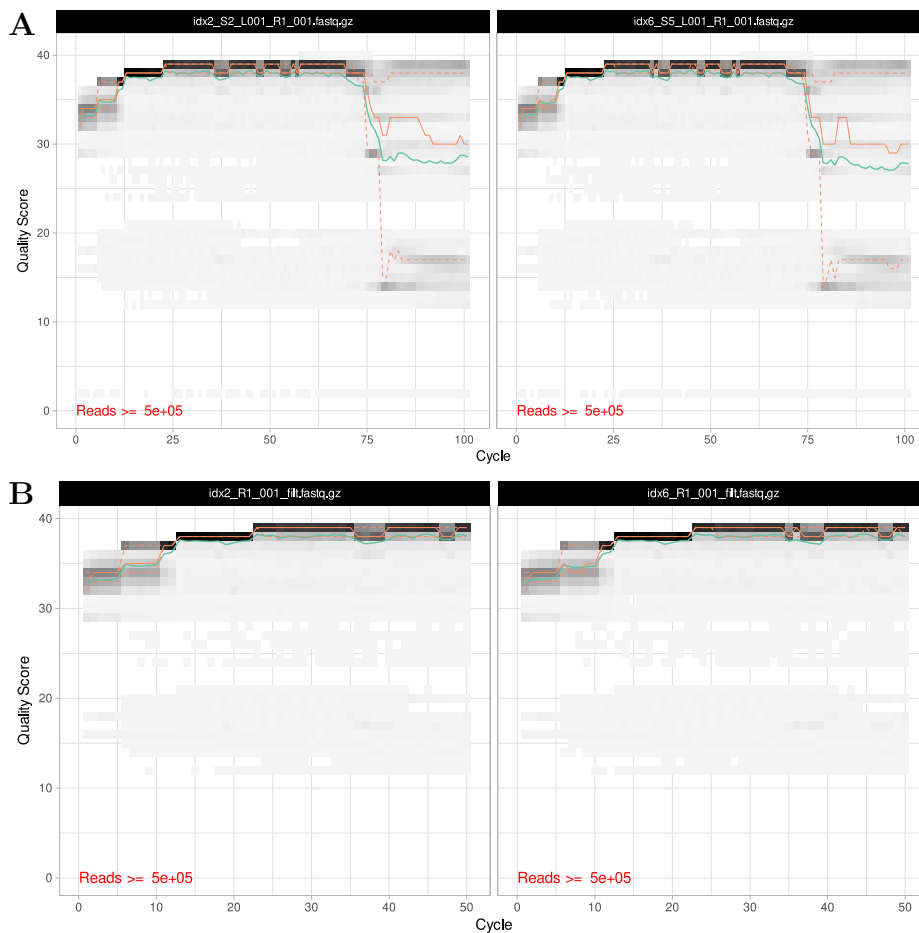 A
idx2_S2_L001_R1_001.fastq.gz
idx6_S5_L001_R1_001.fastq.gz
40
30
20
10
0
Quality Score
Reads >= 5e+05
Reads >= 5e+05
0 25 50 75 100
0 25 50 75 100
Cycle
B
idx2_R1_001_filt.fastq.gz
idx6_R1_001_filt.fastq.gz
40
30
20
10
0
Quality Score
Reads >= 5e+05
Reads >= 5e+05
0 10 20 30 40 50
0 10 20 30 40 50
Cycle